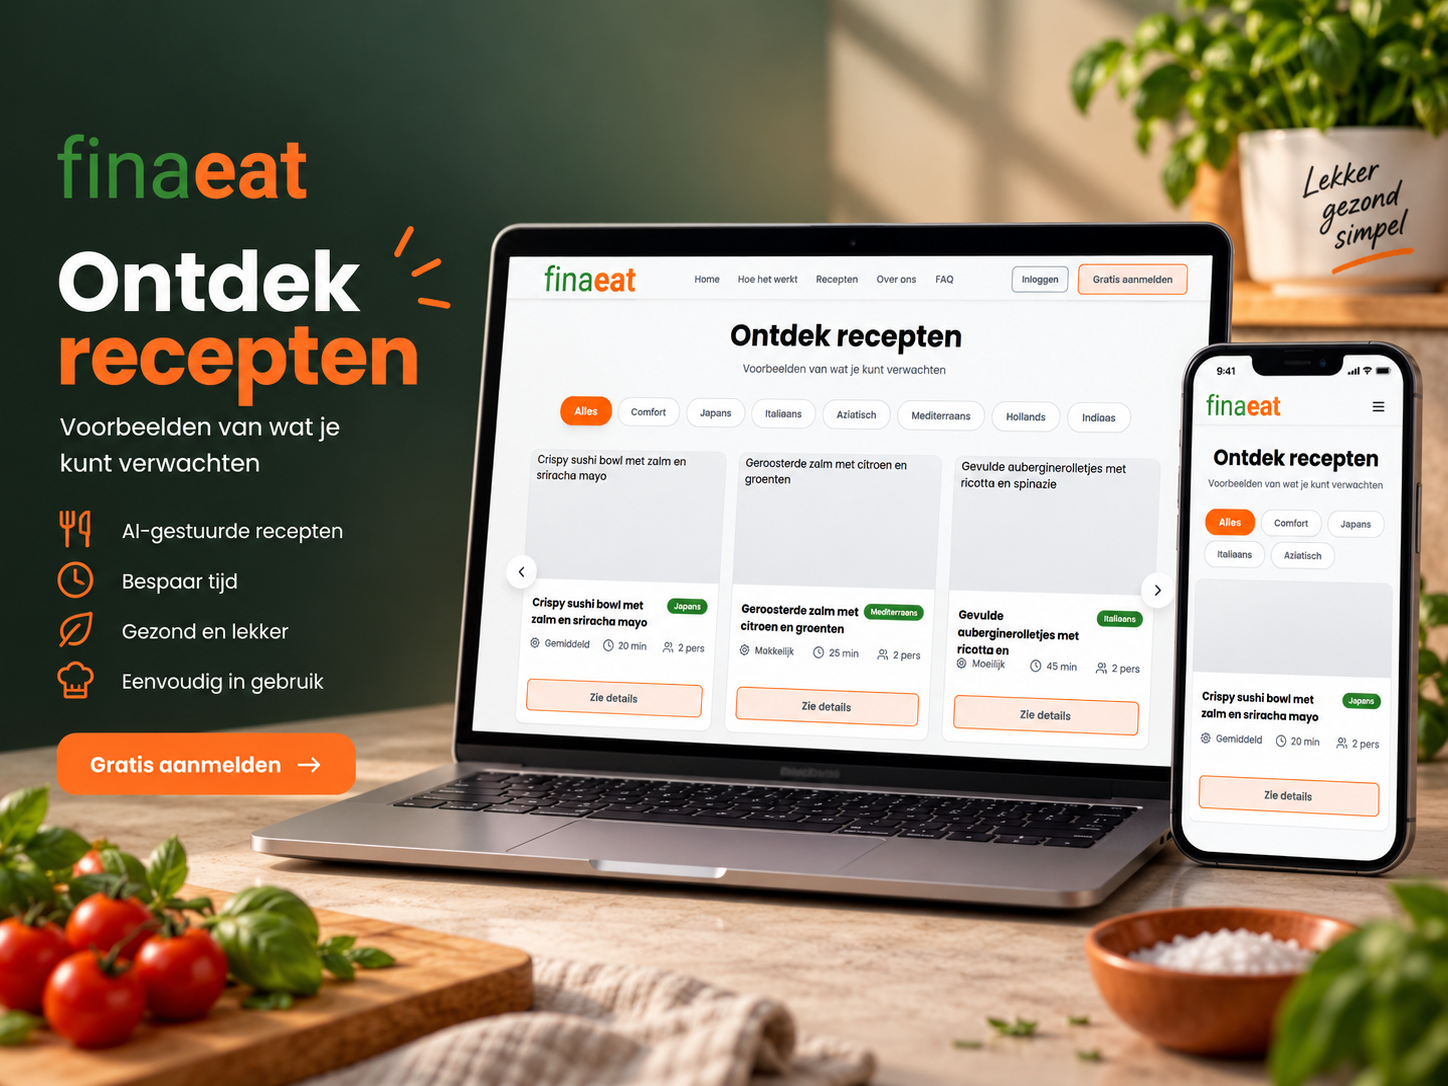 finaeat
Ontdek
recepten
Voorbeelden van wat je
kunt verwachten
AI-gestuurde recepten
Bespaar tijd
Gezond en lekker
Eenvoudig in gebruik
Gratis aanmelden →
finaeat
Home Hoe het werkt Recepten Over ons FAQ Inloggen Gratis aanmelden
Ontdek recepten
Voorbeelden van wat je kunt verwachten
Alles Comfort Japans Italiaans Aziatisch Mediterraans Hollands Indiaas
Crispy sushi bowl met zalm en
sriracha mayo
Geroosterde zalm met citroen en
groenten
Gevulde auberginerolletjes met
ricotta en spinazie
Crispy sushi bowl met
zalm en sriracha mayo
Japans
Gemiddeld 20 min 2 pers
Zie details
Geroosterde zalm met
citroen en groenten
Mediterraans
Makkelijk 25 min 2 pers
Zie details
Gevulde
auberginerolletjes met
ricotta en
Italiaans
Moeilijk 45 min 2 pers
Zie details
9:41
finaeat
Ontdek recepten
Voorbeelden van wat je kunt verwachten
Alles Comfort Japans
Italiaans Aziatisch
Crispy sushi bowl met
zalm en sriracha mayo
Japans
Gemiddeld 20 min 2 pers
Zie details
Lekker
gezond
simpel